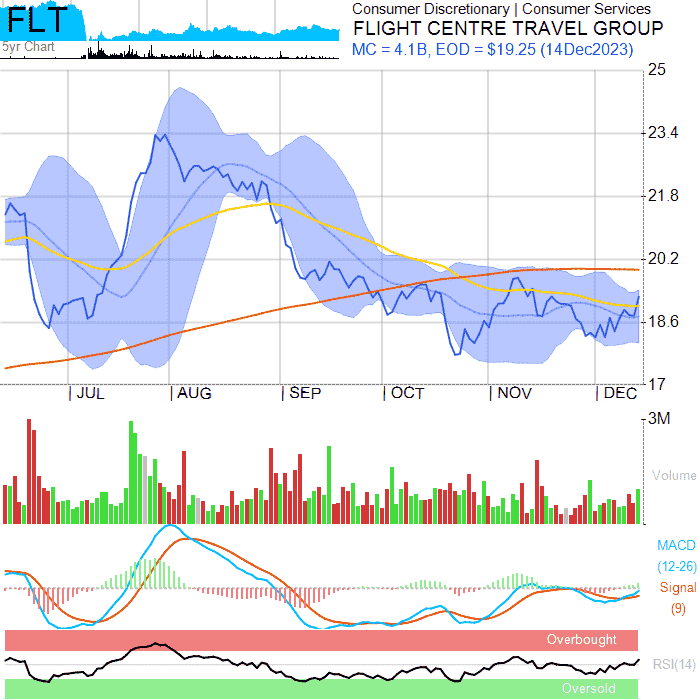 FLT
5yr Chart
Consumer Discretionary | Consumer Services
FLIGHT CENTRE TRAVEL GROUP
MC = 4.1B, EOD = $19.25 (14Dec2023)
25
23.4
21.8
20.2
18.6
17
JUL
AUG
SEP
OCT
NOV
DEC
3M
Volume
MACD
(12-26)
Signal
(9)
Overbought
RSI(14)
Oversold